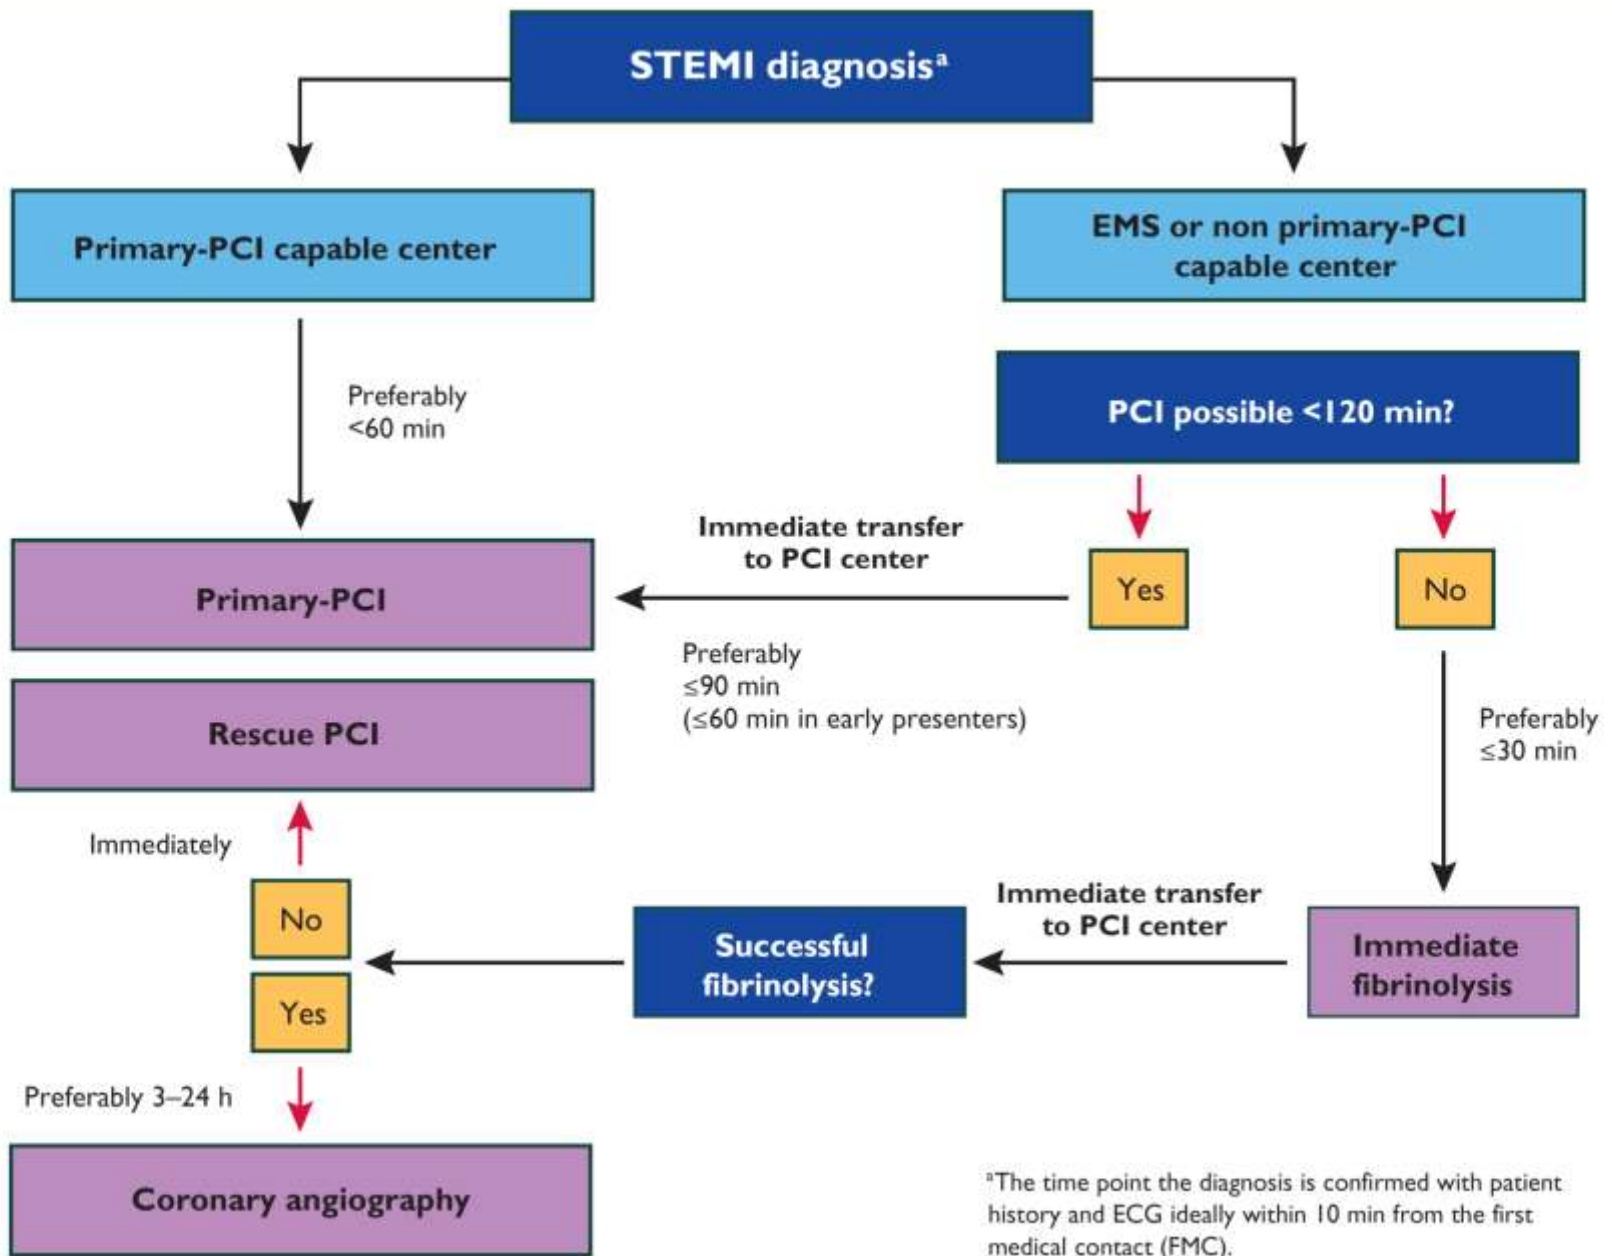 STEMI diagnosisᵃ
Primary-PCI capable center
EMS or non primary-PCI
capable center
Preferably
<60 min
PCI possible <120 min?
Immediate transfer
to PCI center
Yes
No
Primary-PCI
Preferably
≤90 min
(≤60 min in early presenters)
Rescue PCI
Preferably
≤30 min
Immediately
No
Immediate transfer
to PCI center
Successful
fibrinolysis?
Immediate
fibrinolysis
Yes
Preferably 3–24 h
Coronary angiography
ᵃThe time point the diagnosis is confirmed with patient
history and ECG ideally within 10 min from the first
medical contact (FMC).